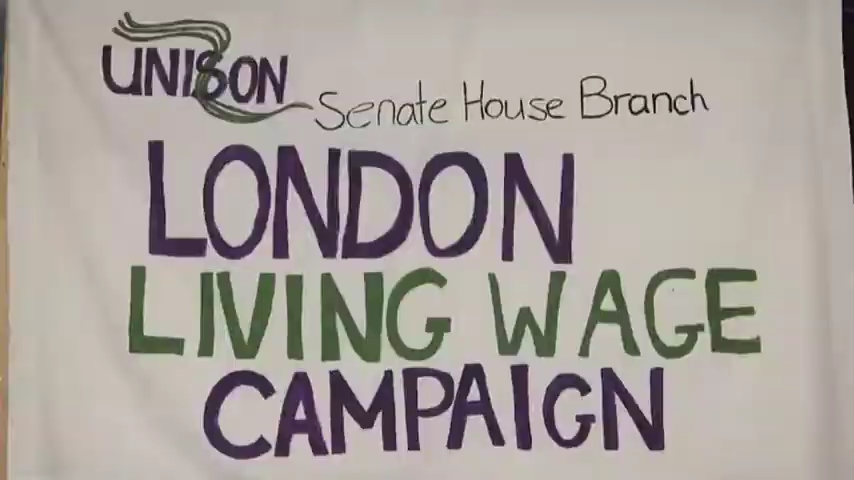 UNISON
Senate House Branch
LONDON
LIVING WAGE
CAMPAIGN